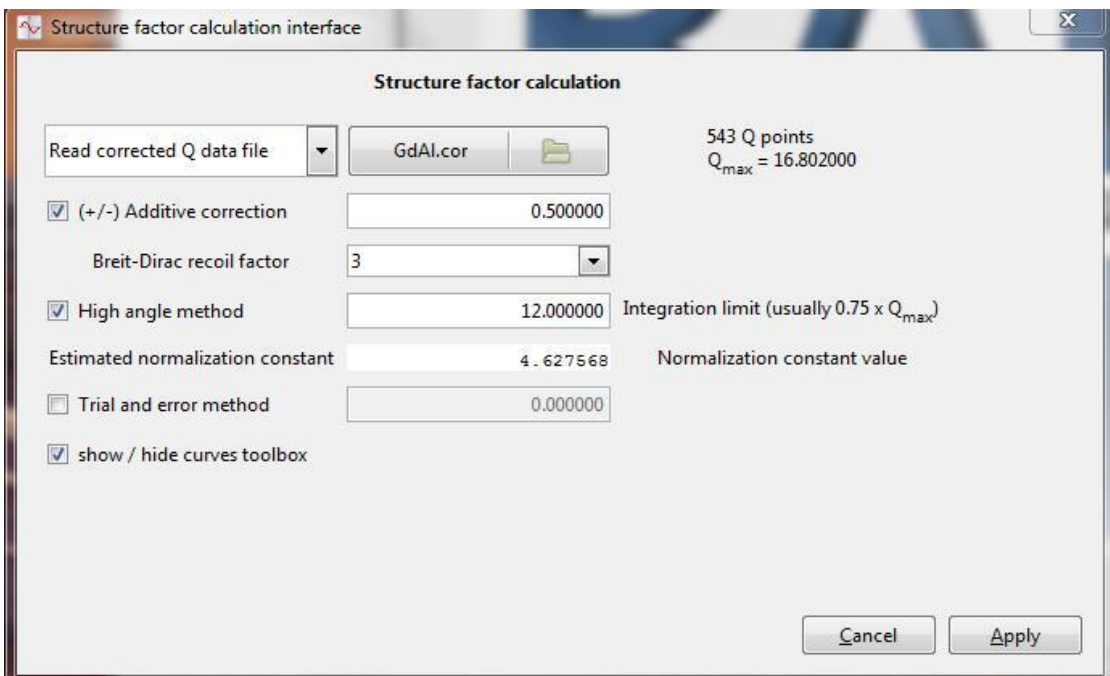 Structure factor calculation interface
X
Structure factor calculation
Read corrected Q data file
GdAl.cor
543 Q points
Qmax = 16.802000
(+/-) Additive correction
0.500000
Breit-Dirac recoil factor
3
High angle method
12.000000
Integration limit (usually 0.75 x Qmax)
Estimated normalization constant
4.627568
Normalization constant value
Trial and error method
0.000000
show / hide curves toolbox
Cancel
Apply